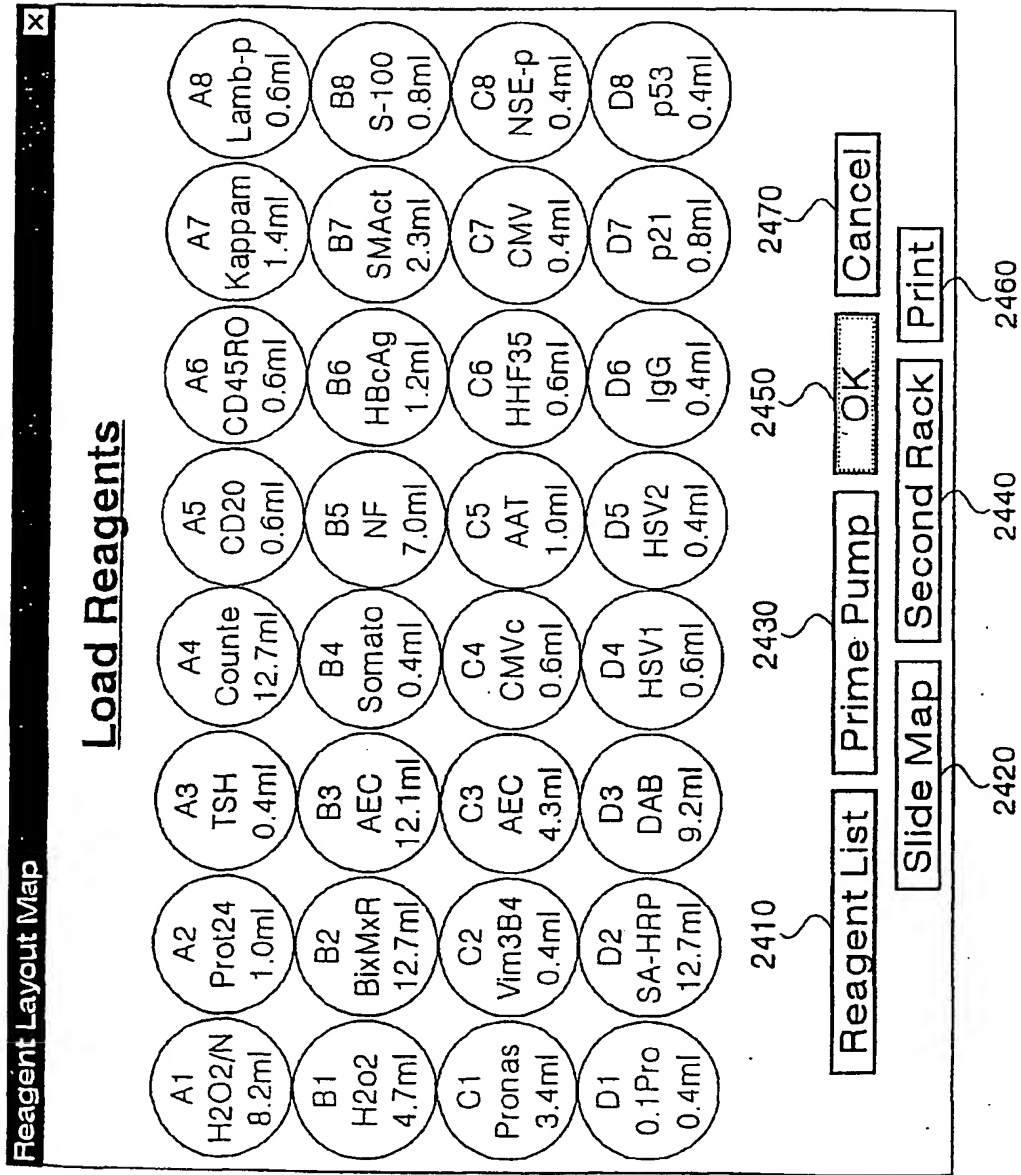 Reagent Layout Map
X
Load Reagents
A1 H2O2/N 8.2ml
A2 Prot24 1.0ml
A3 TSH 0.4ml
A4 Counte 12.7ml
A5 CD20 0.6ml
A6 CD45RO 0.6ml
A7 Kappam 1.4ml
A8 Lamb-p 0.6ml
B1 H2o2 4.7ml
B2 BixMxR 12.7ml
B3 AEC 12.1ml
B4 Somato 0.4ml
B5 NF 7.0ml
B6 HBcAg 1.2ml
B7 SMAct 2.3ml
B8 S-100 0.8ml
C1 Pronas 3.4ml
C2 Vim3B4 0.4ml
C3 AEC 4.3ml
C4 CMVc 0.6ml
C5 AAT 1.0ml
C6 HHF35 0.6ml
C7 CMV 0.4ml
C8 NSE-p 0.4ml
D1 0.1Pro 0.4ml
D2 SA-HRP 12.7ml
D3 DAB 9.2ml
D4 HSV1 0.6ml
D5 HSV2 0.4ml
D6 IgG 0.4ml
D7 p21 0.8ml
D8 p53 0.4ml
2410 2430 2450 2470
Reagent List Prime Pump OK Cancel
Slide Map Second Rack Print
2420 2440 2460